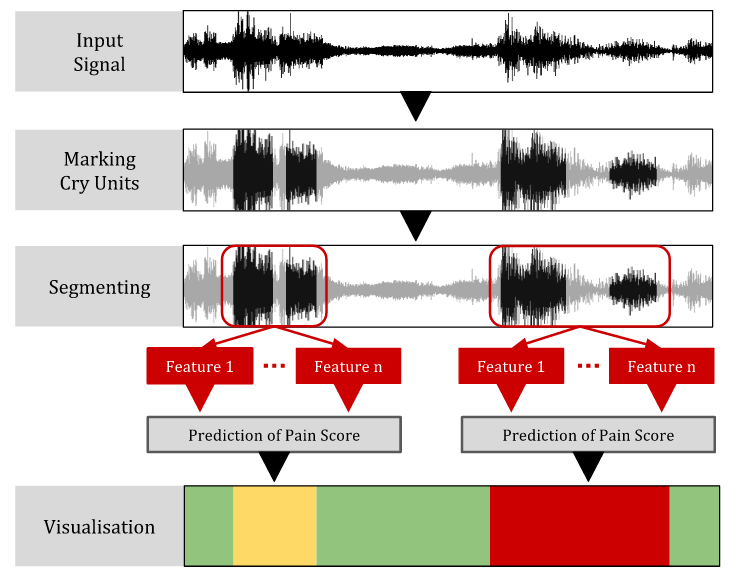 Input
Signal
Marking
Cry Units
Segmenting
Feature 1 ... Feature n
Feature 1 ... Feature n
Prediction of Pain Score
Prediction of Pain Score
Visualisation